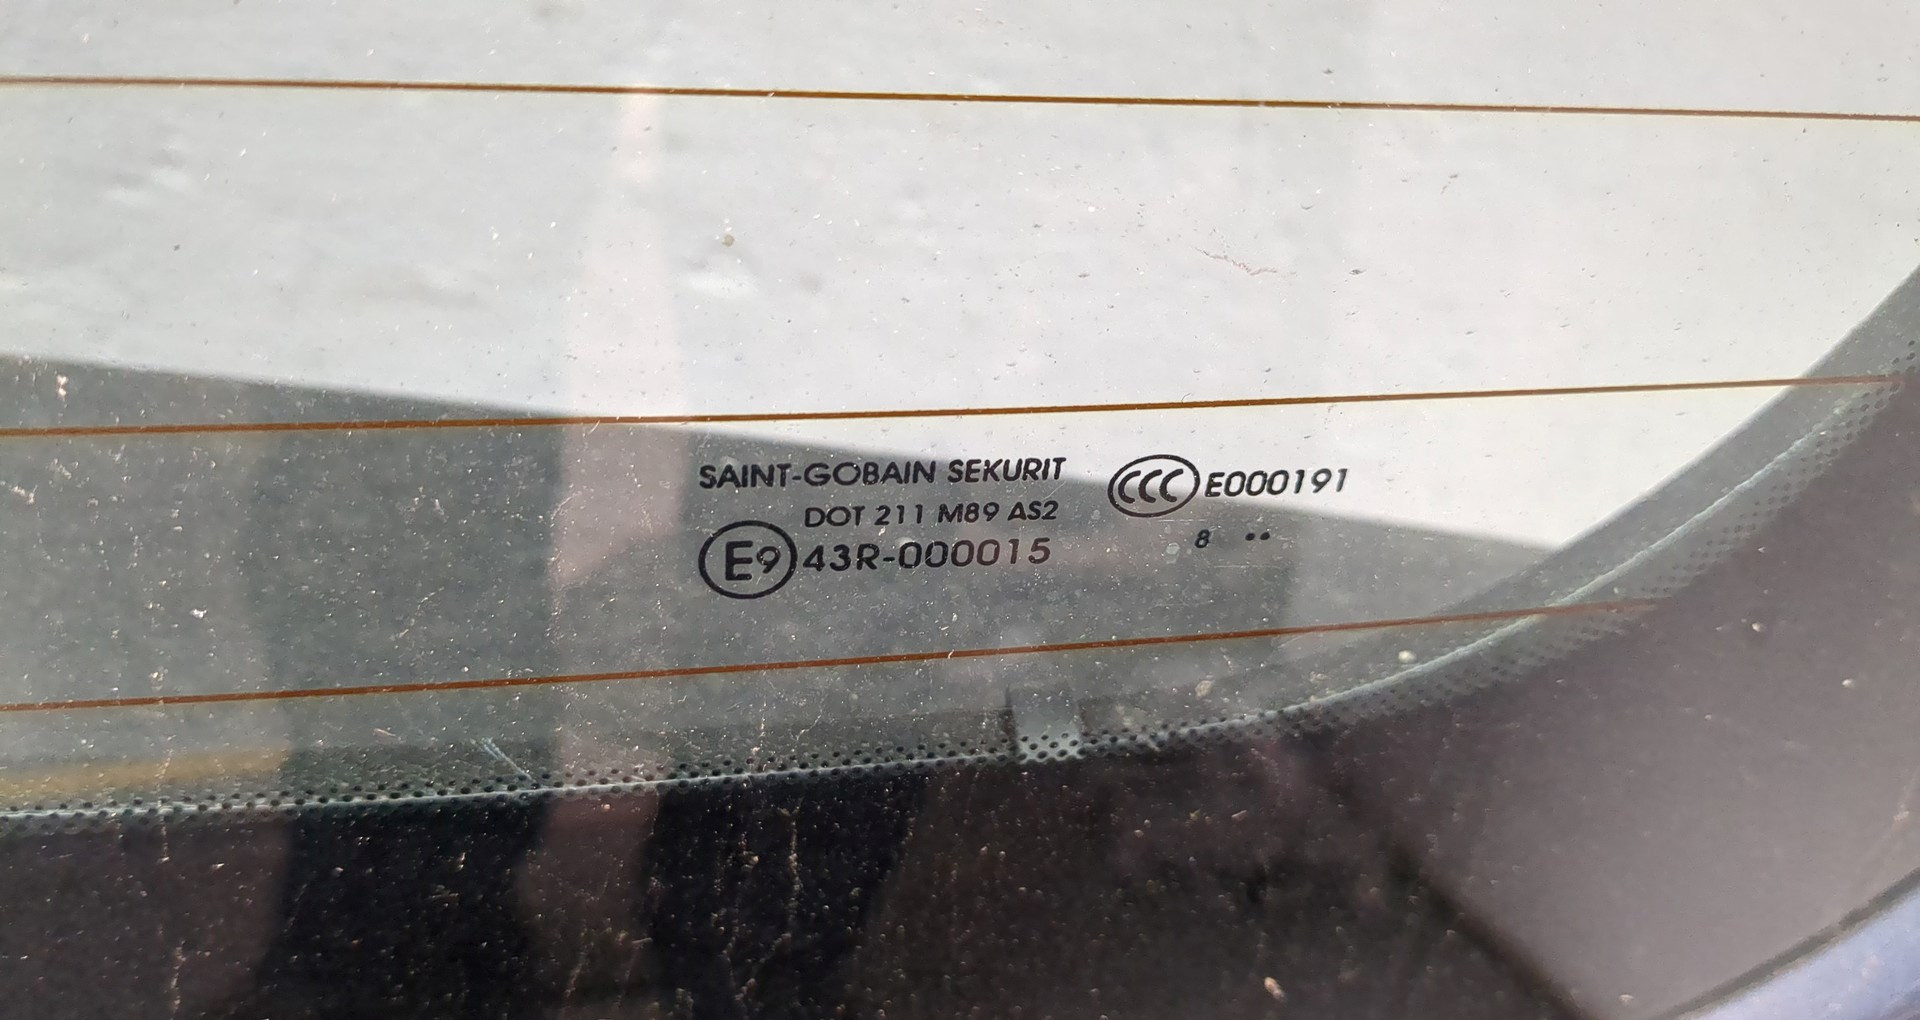 SAINT-GOBAIN SEKURIT
DOT 211 M89 AS2
E9 43R-000015
CCC E000191
8 ••